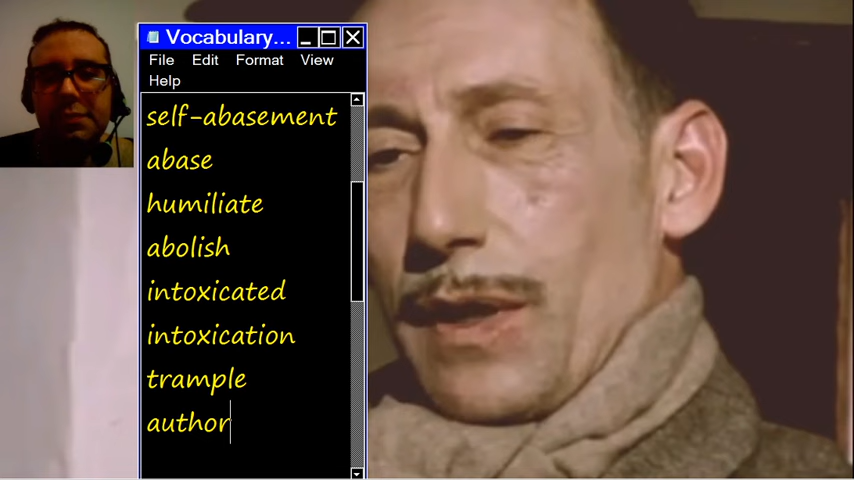 Vocabulary...
File Edit Format View
Help
self-abasement
abase
humiliate
abolish
intoxicated
intoxication
trample
author